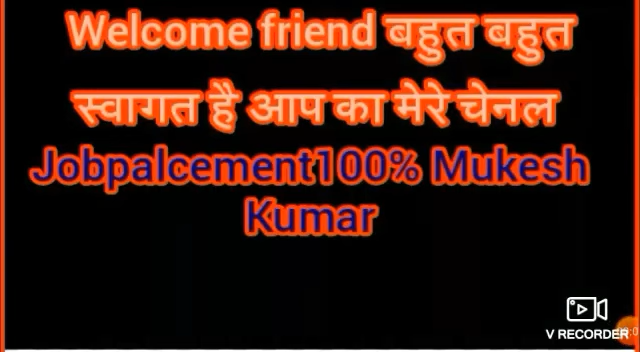 Welcome friend बहुत बहुत
स्वागत है आप का मेरे चेनल
Jobpalcement100% Mukesh
Kumar
V RECORDER